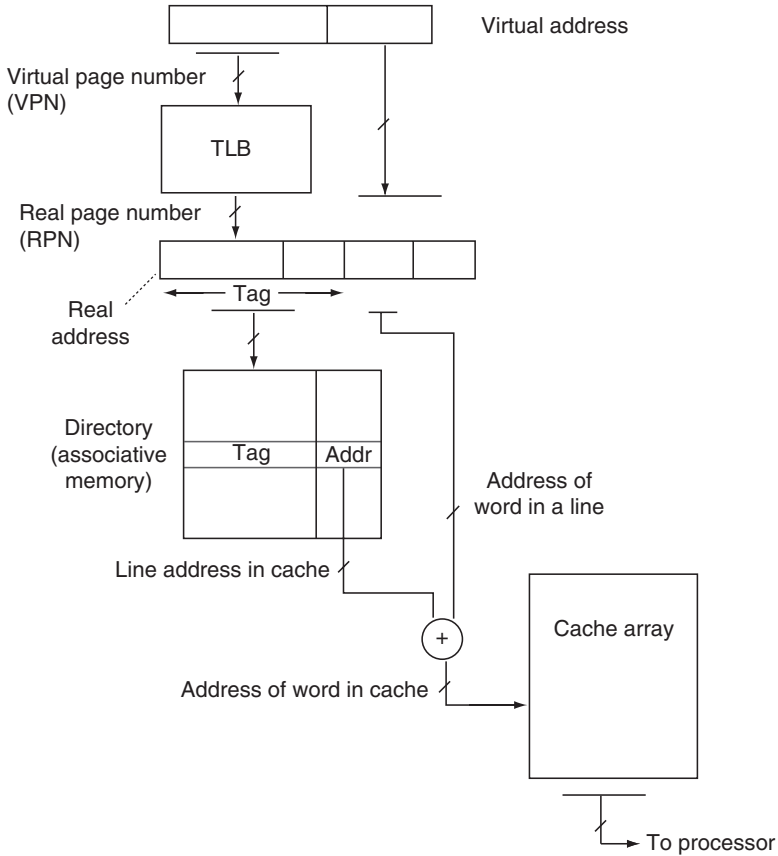 Virtual address
Virtual page number
(VPN)
TLB
Real page number
(RPN)
Tag
Real
address
Directory
(associative
memory)
Tag
Addr
Address of
word in a line
Line address in cache
+
Cache array
Address of word in cache
To processor